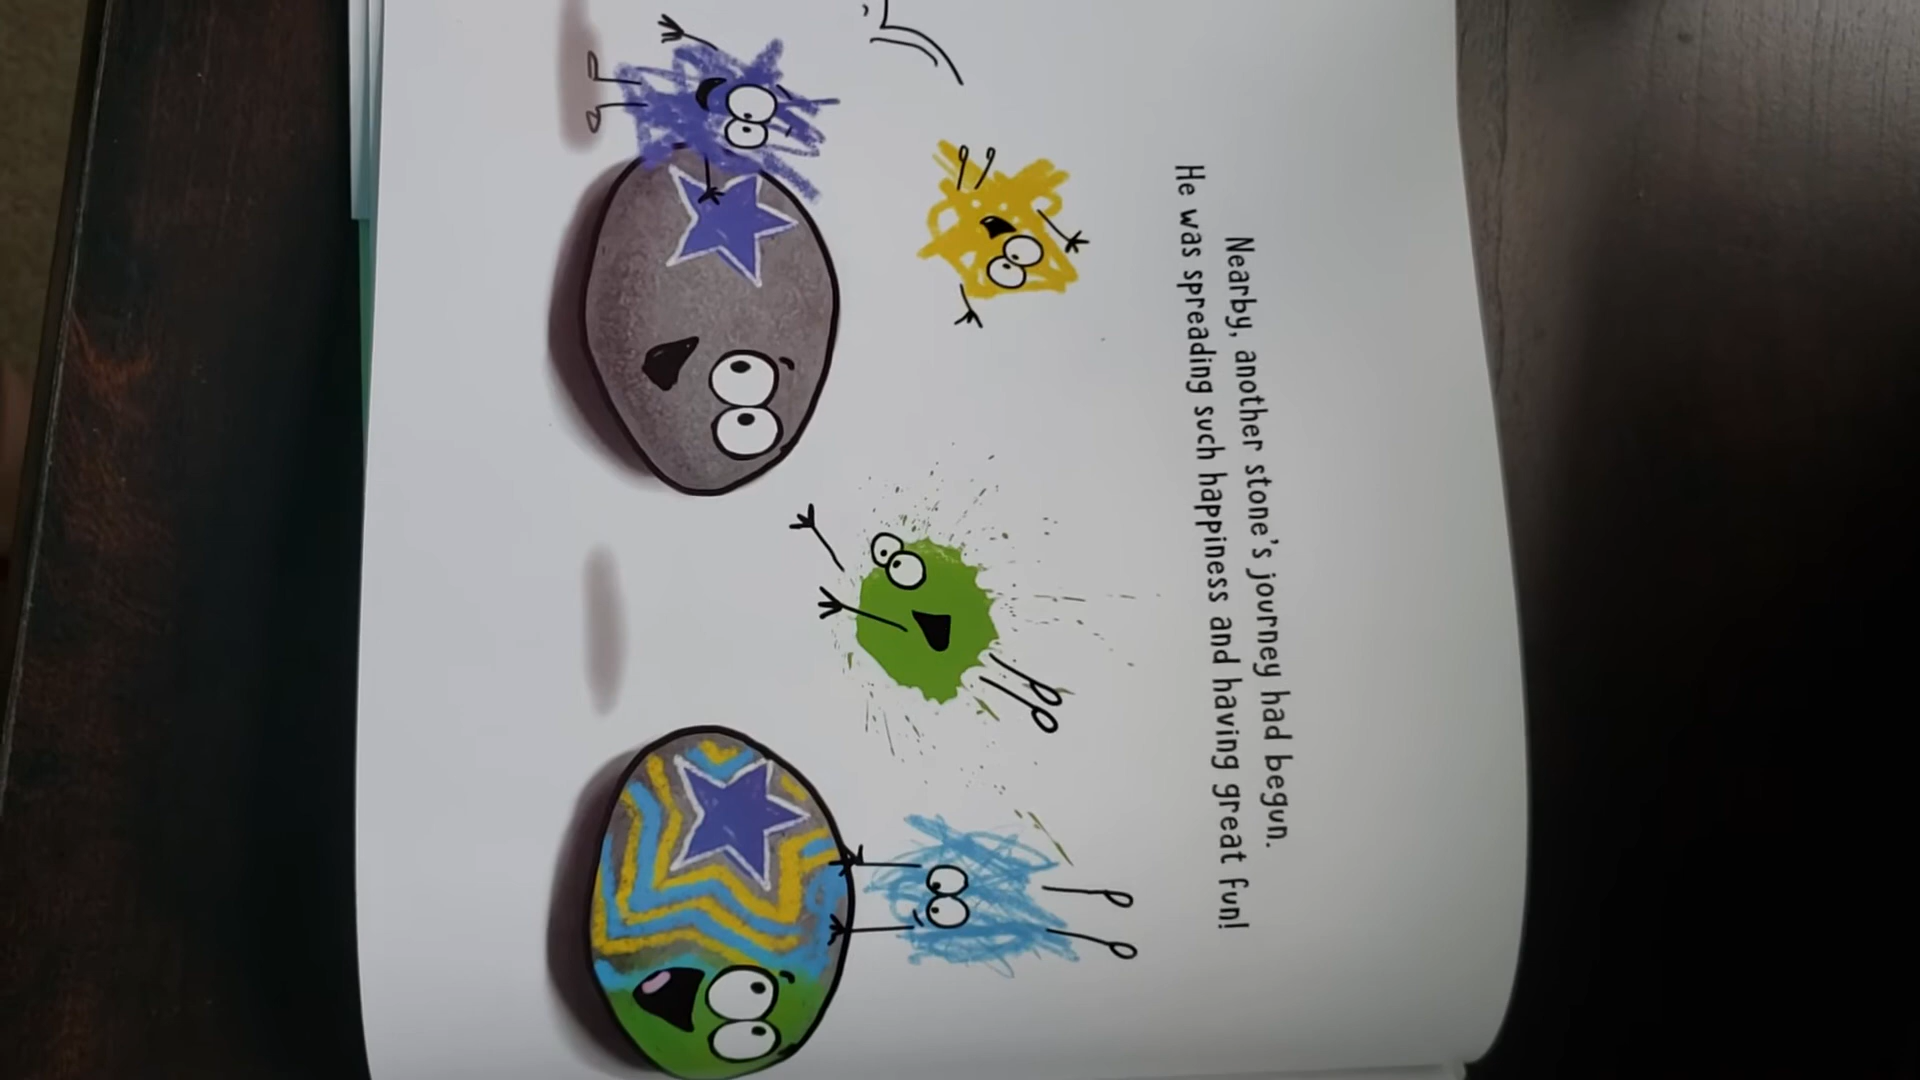 Nearby, another stone's journey had begun.
He was spreading such happiness and having great fun!